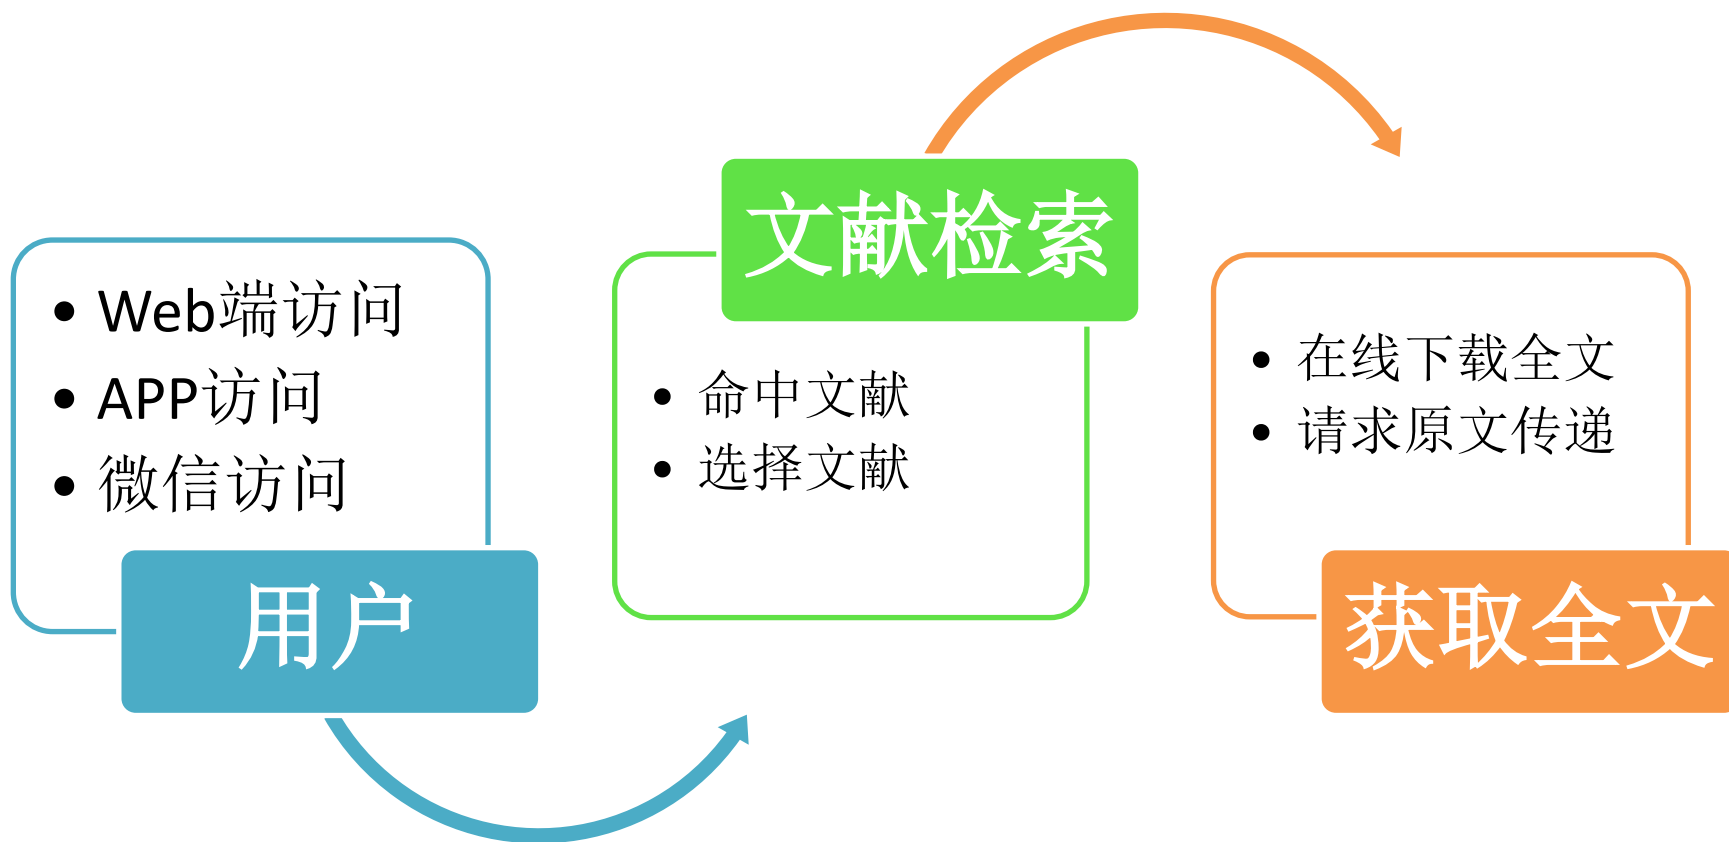 • Web端访问
• APP访问
• 微信访问
用户
文献检索
• 命中文献
• 选择文献
• 在线下载全文
• 请求原文传递
获取全文